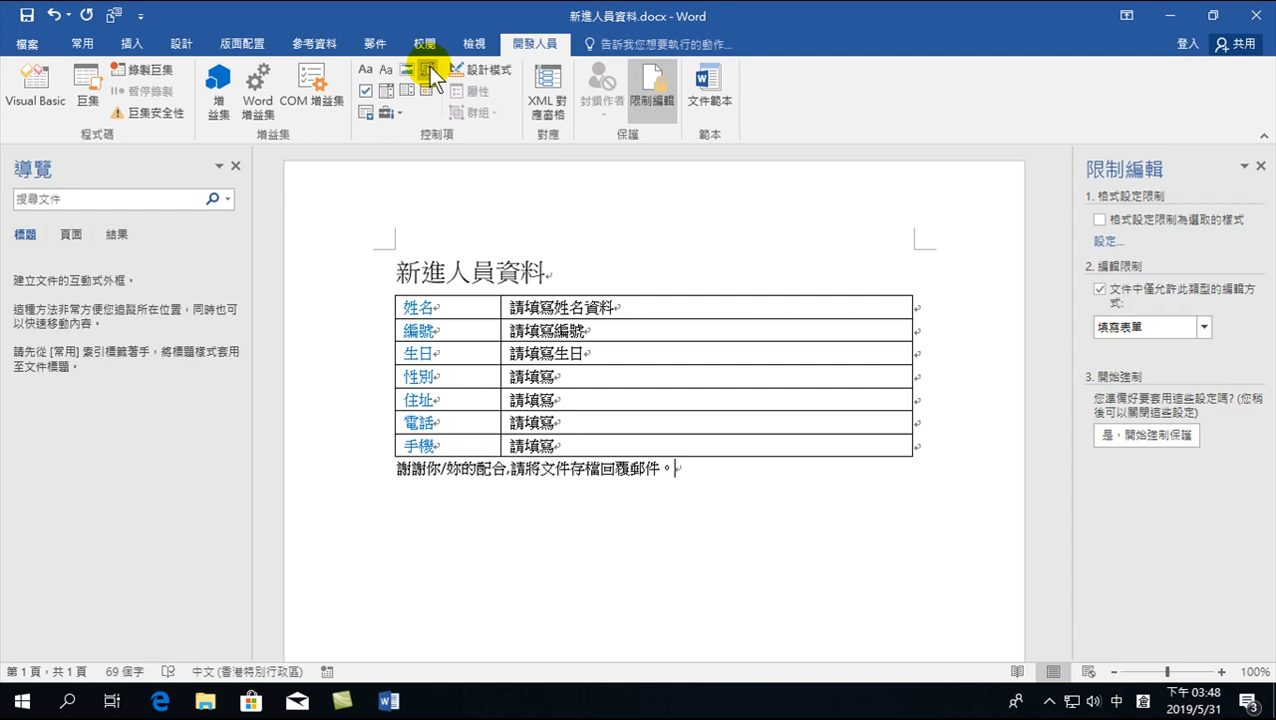 新進人員資料.docx - Word
檔案 常用 插入 設計 版面配置 參考資料 郵件 校閱 檢視 開發人員 告訴我您想要執行的動作... 登入 共用
Visual Basic 巨集 錄製巨集 暫停錄製 巨集安全性
增益集 Word 增益集 COM 增益集
Aa Aa 設計模式 屬性 群組
XML 對應窗格 封鎖作者 限制編輯 文件範本
程式碼 增益集 控制項 對應 保護 範本
導覽
搜尋文件
標題 頁面 結果
建立文件的互動式外框。
這種方法非常方便您追蹤所在位置，同時也可
以快速移動內容。
請先從 [常用] 索引標籤著手，將標題樣式套用
至文件標題。
新進人員資料
姓名 請填寫姓名資料
編號 請填寫編號
生日 請填寫生日
性別 請填寫
住址 請填寫
電話 請填寫
手機 請填寫
謝謝你/妳的配合,請將文件存檔回覆郵件。
限制編輯
1. 格式設定限制
格式設定限制為選取的樣式
設定...
2. 編輯限制
文件中僅允許此類型的編輯方
式:
填寫表單
3. 開始強制
您準備好要套用這些設定嗎? (您稍
後可以關閉這些設定)
是，開始強制保護
第 1 頁，共 1 頁 69 個字 中文 (香港特別行政區) 100%
中 倉 下午 03:48
2019/5/31
3